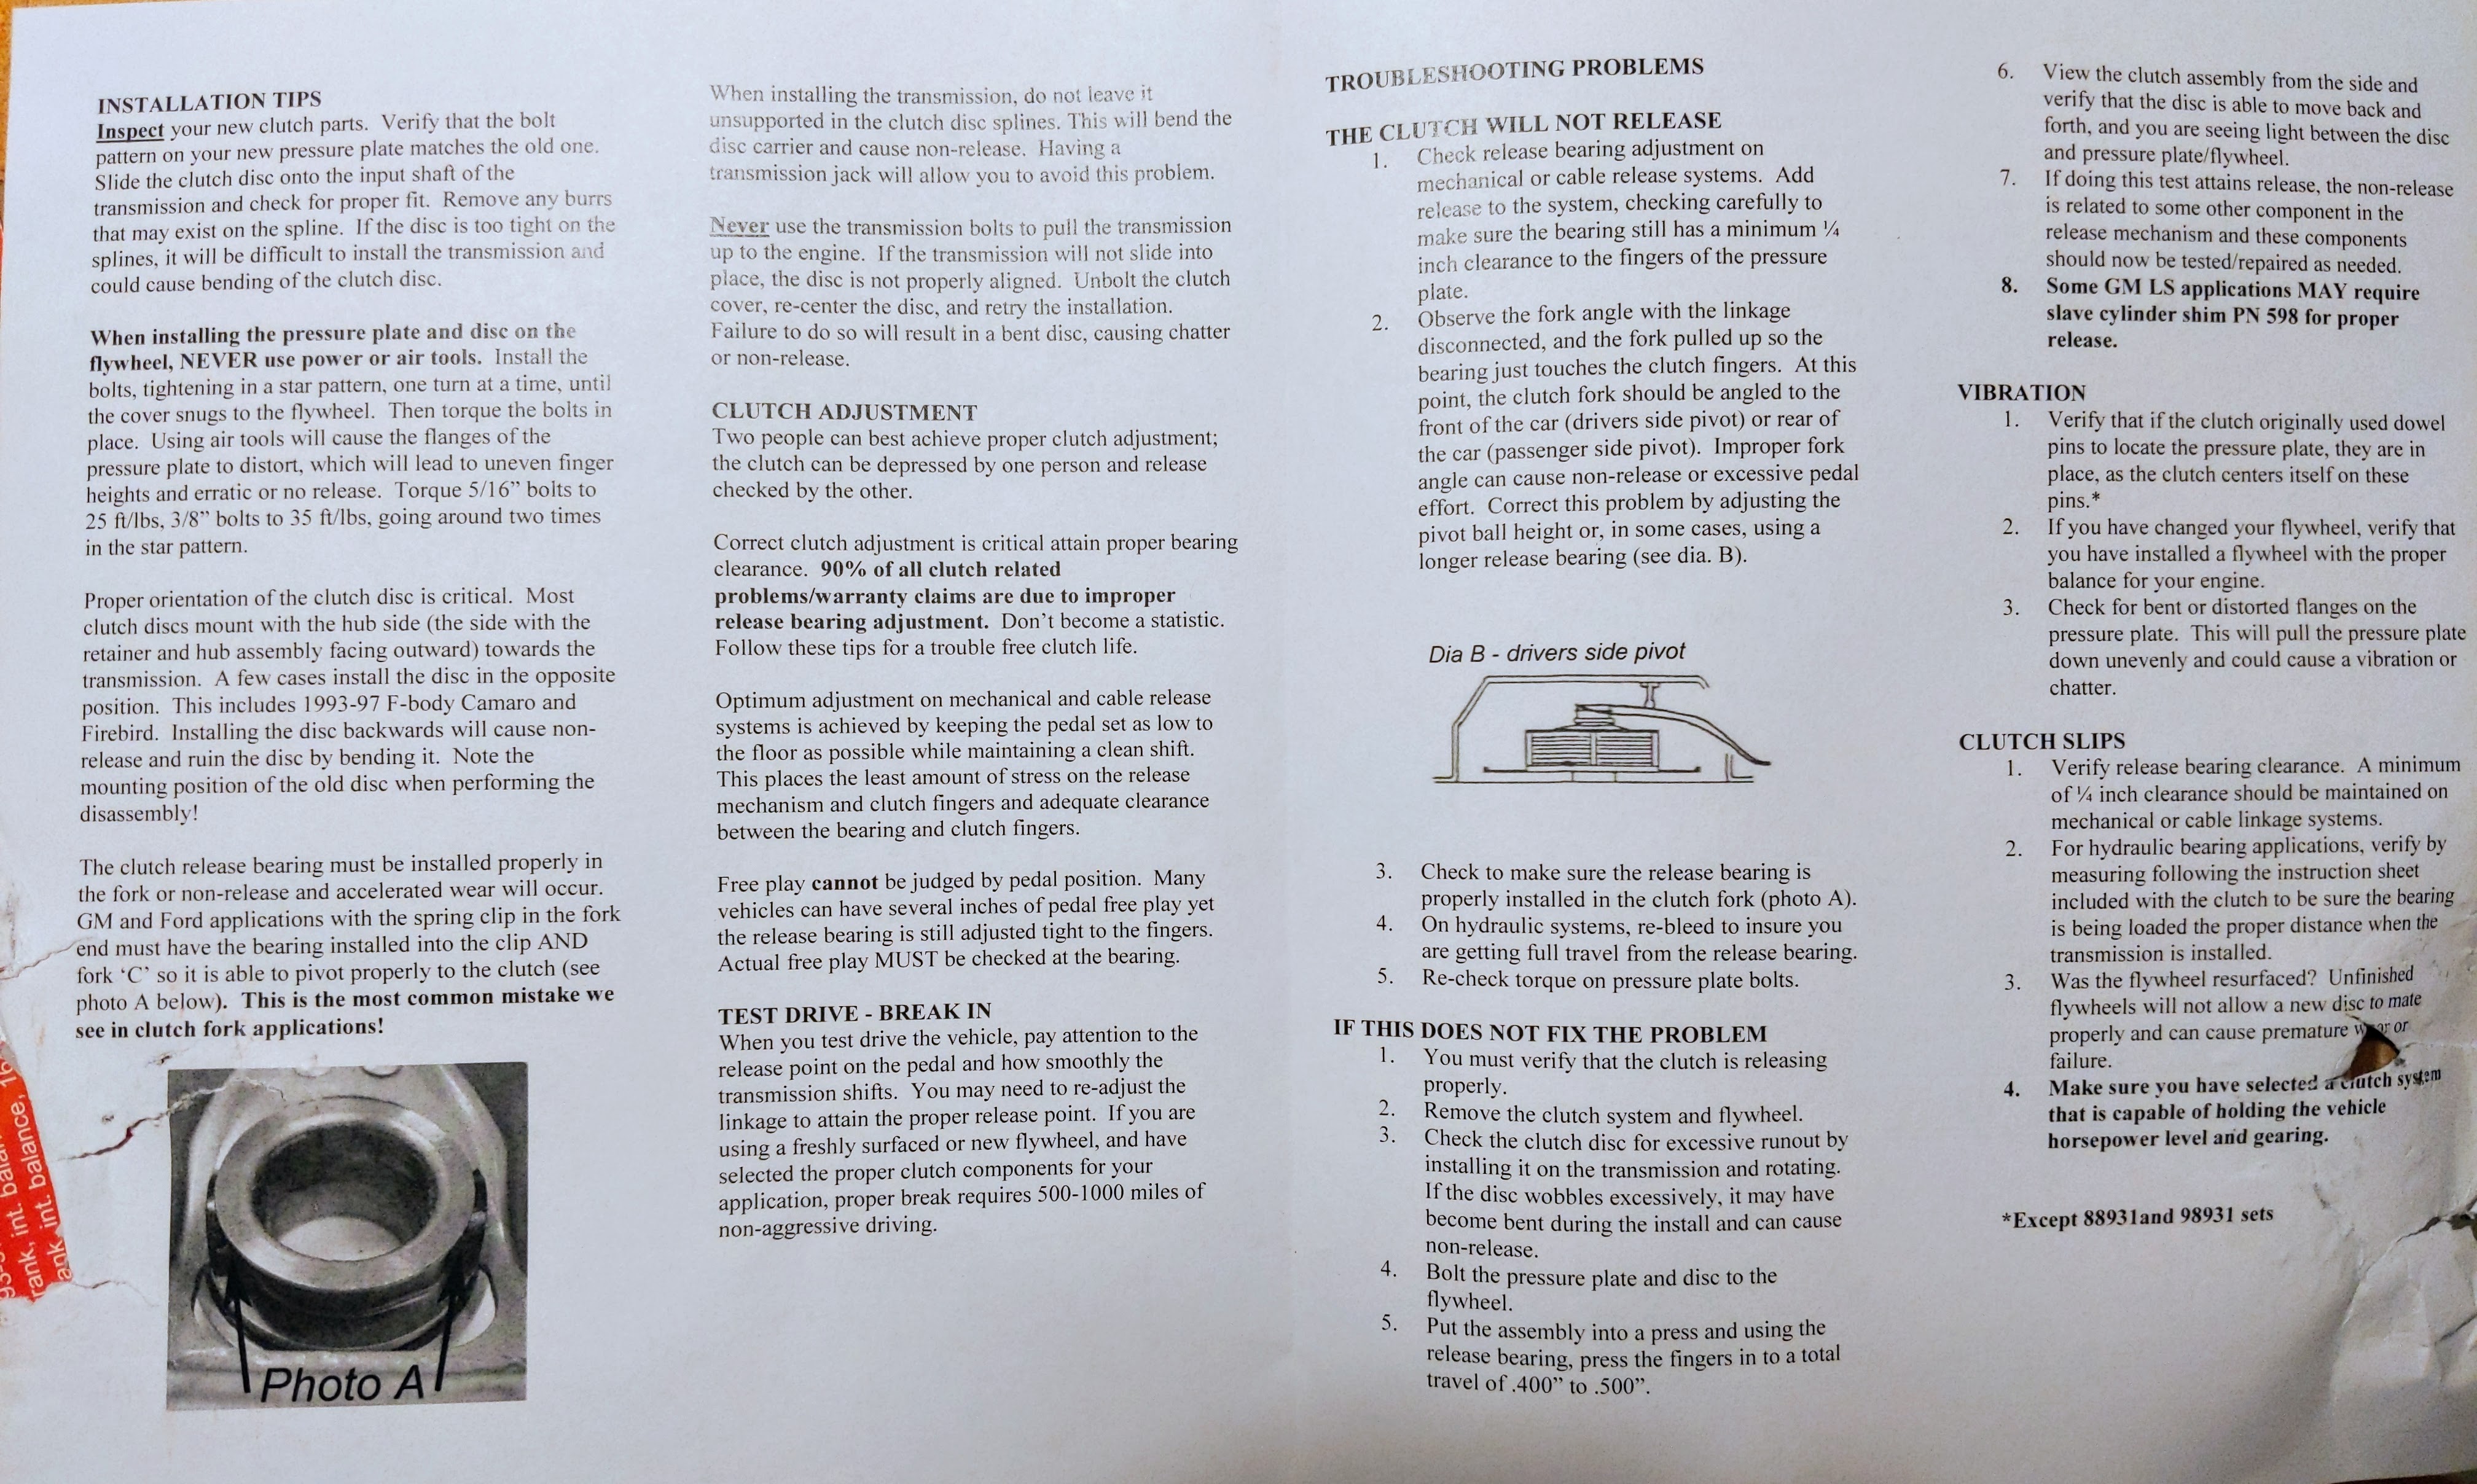 INSTALLATION TIPS
Inspect your new clutch parts. Verify that the bolt
pattern on your new pressure plate matches the old one.
Slide the clutch disc onto the input shaft of the
transmission and check for proper fit. Remove any burrs
that may exist on the spline. If the disc is too tight on the
splines, it will be difficult to install the transmission and
could cause bending of the clutch disc.
When installing the pressure plate and disc on the
flywheel, NEVER use power or air tools. Install the
bolts, tightening in a star pattern, one turn at a time, until
the cover snugs to the flywheel. Then torque the bolts in
place. Using air tools will cause the flanges of the
pressure plate to distort, which will lead to uneven finger
heights and erratic or no release. Torque 5/16” bolts to
25 ft/lbs, 3/8” bolts to 35 ft/lbs, going around two times
in the star pattern.
Proper orientation of the clutch disc is critical. Most
clutch discs mount with the hub side (the side with the
retainer and hub assembly facing outward) towards the
transmission. A few cases install the disc in the opposite
position. This includes 1993-97 F-body Camaro and
Firebird. Installing the disc backwards will cause non-
release and ruin the disc by bending it. Note the
mounting position of the old disc when performing the
disassembly!
The clutch release bearing must be installed properly in
the fork or non-release and accelerated wear will occur.
GM and Ford applications with the spring clip in the fork
end must have the bearing installed into the clip AND
fork ‘C’ so it is able to pivot properly to the clutch (see
photo A below). This is the most common mistake we
see in clutch fork applications!
Photo A
rank, int. balance,
int. balance,
When installing the transmission, do not leave it
unsupported in the clutch disc splines. This will bend the
disc carrier and cause non-release. Having a
transmission jack will allow you to avoid this problem.
Never use the transmission bolts to pull the transmission
up to the engine. If the transmission will not slide into
place, the disc is not properly aligned. Unbolt the clutch
cover, re-center the disc, and retry the installation.
Failure to do so will result in a bent disc, causing chatter
or non-release.
CLUTCH ADJUSTMENT
Two people can best achieve proper clutch adjustment;
the clutch can be depressed by one person and release
checked by the other.
Correct clutch adjustment is critical attain proper bearing
clearance. 90% of all clutch related
problems/warranty claims are due to improper
release bearing adjustment. Don’t become a statistic.
Follow these tips for a trouble free clutch life.
Optimum adjustment on mechanical and cable release
systems is achieved by keeping the pedal set as low to
the floor as possible while maintaining a clean shift.
This places the least amount of stress on the release
mechanism and clutch fingers and adequate clearance
between the bearing and clutch fingers.
Free play cannot be judged by pedal position. Many
vehicles can have several inches of pedal free play yet
the release bearing is still adjusted tight to the fingers.
Actual free play MUST be checked at the bearing.
TEST DRIVE - BREAK IN
When you test drive the vehicle, pay attention to the
release point on the pedal and how smoothly the
transmission shifts. You may need to re-adjust the
linkage to attain the proper release point. If you are
using a freshly surfaced or new flywheel, and have
selected the proper clutch components for your
application, proper break requires 500-1000 miles of
non-aggressive driving.
TROUBLESHOOTING PROBLEMS
THE CLUTCH WILL NOT RELEASE
1. Check release bearing adjustment on
mechanical or cable release systems. Add
release to the system, checking carefully to
make sure the bearing still has a minimum ¼
inch clearance to the fingers of the pressure
plate.
2. Observe the fork angle with the linkage
disconnected, and the fork pulled up so the
bearing just touches the clutch fingers. At this
point, the clutch fork should be angled to the
front of the car (drivers side pivot) or rear of
the car (passenger side pivot). Improper fork
angle can cause non-release or excessive pedal
effort. Correct this problem by adjusting the
pivot ball height or, in some cases, using a
longer release bearing (see dia. B).
Dia B - drivers side pivot
3. Check to make sure the release bearing is
properly installed in the clutch fork (photo A).
4. On hydraulic systems, re-bleed to insure you
are getting full travel from the release bearing.
5. Re-check torque on pressure plate bolts.
IF THIS DOES NOT FIX THE PROBLEM
1. You must verify that the clutch is releasing
properly.
2. Remove the clutch system and flywheel.
3. Check the clutch disc for excessive runout by
installing it on the transmission and rotating.
If the disc wobbles excessively, it may have
become bent during the install and can cause
non-release.
4. Bolt the pressure plate and disc to the
flywheel.
5. Put the assembly into a press and using the
release bearing, press the fingers in to a total
travel of .400” to .500”.
6. View the clutch assembly from the side and
verify that the disc is able to move back and
forth, and you are seeing light between the disc
and pressure plate/flywheel.
7. If doing this test attains release, the non-release
is related to some other component in the
release mechanism and these components
should now be tested/repaired as needed.
8. Some GM LS applications MAY require
slave cylinder shim PN 598 for proper
release.
VIBRATION
1. Verify that if the clutch originally used dowel
pins to locate the pressure plate, they are in
place, as the clutch centers itself on these
pins.*
2. If you have changed your flywheel, verify that
you have installed a flywheel with the proper
balance for your engine.
3. Check for bent or distorted flanges on the
pressure plate. This will pull the pressure plate
down unevenly and could cause a vibration or
chatter.
CLUTCH SLIPS
1. Verify release bearing clearance. A minimum
of ¼ inch clearance should be maintained on
mechanical or cable linkage systems.
2. For hydraulic bearing applications, verify by
measuring following the instruction sheet
included with the clutch to be sure the bearing
is being loaded the proper distance when the
transmission is installed.
3. Was the flywheel resurfaced? Unfinished
flywheels will not allow a new disc to mate
properly and can cause premature wear or
failure.
4. Make sure you have selected a clutch system
that is capable of holding the vehicle
horsepower level and gearing.
*Except 88931and 98931 sets